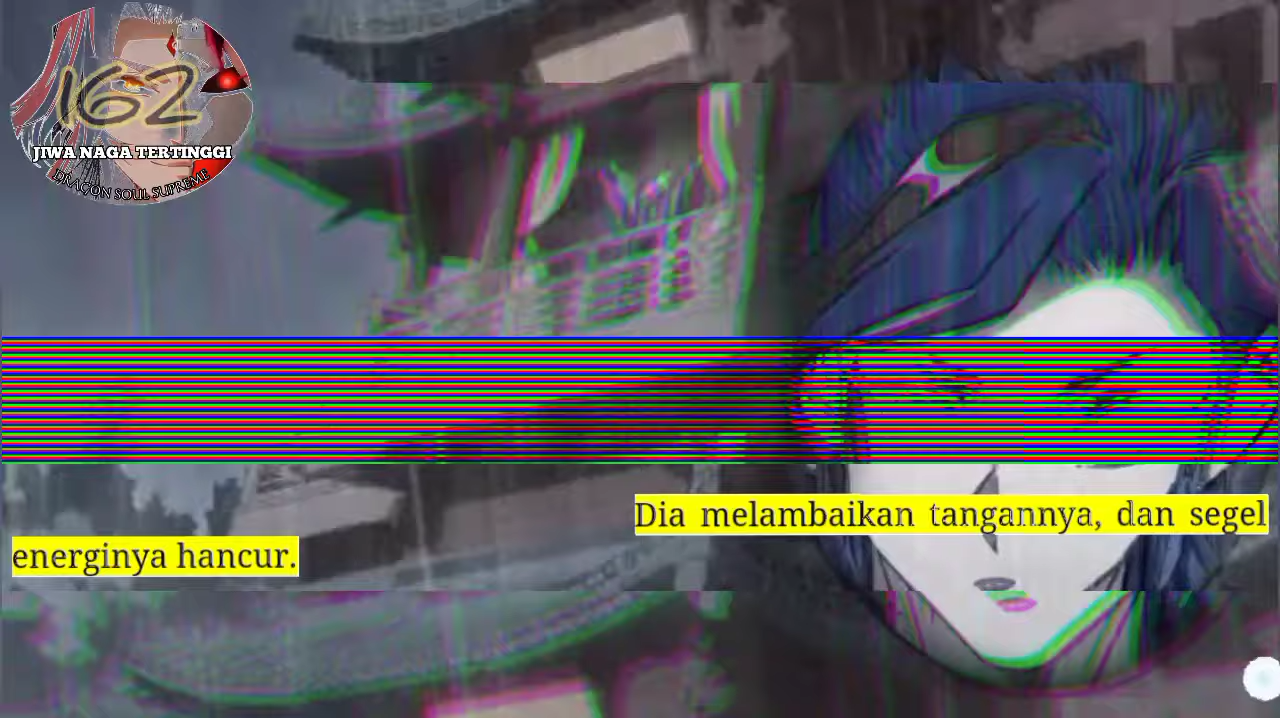 162
JIWA NAGA TERTINGGI
DRAGON SOUL SUPREME
Dia melambaikan tangannya, dan segel
energinya hancur.